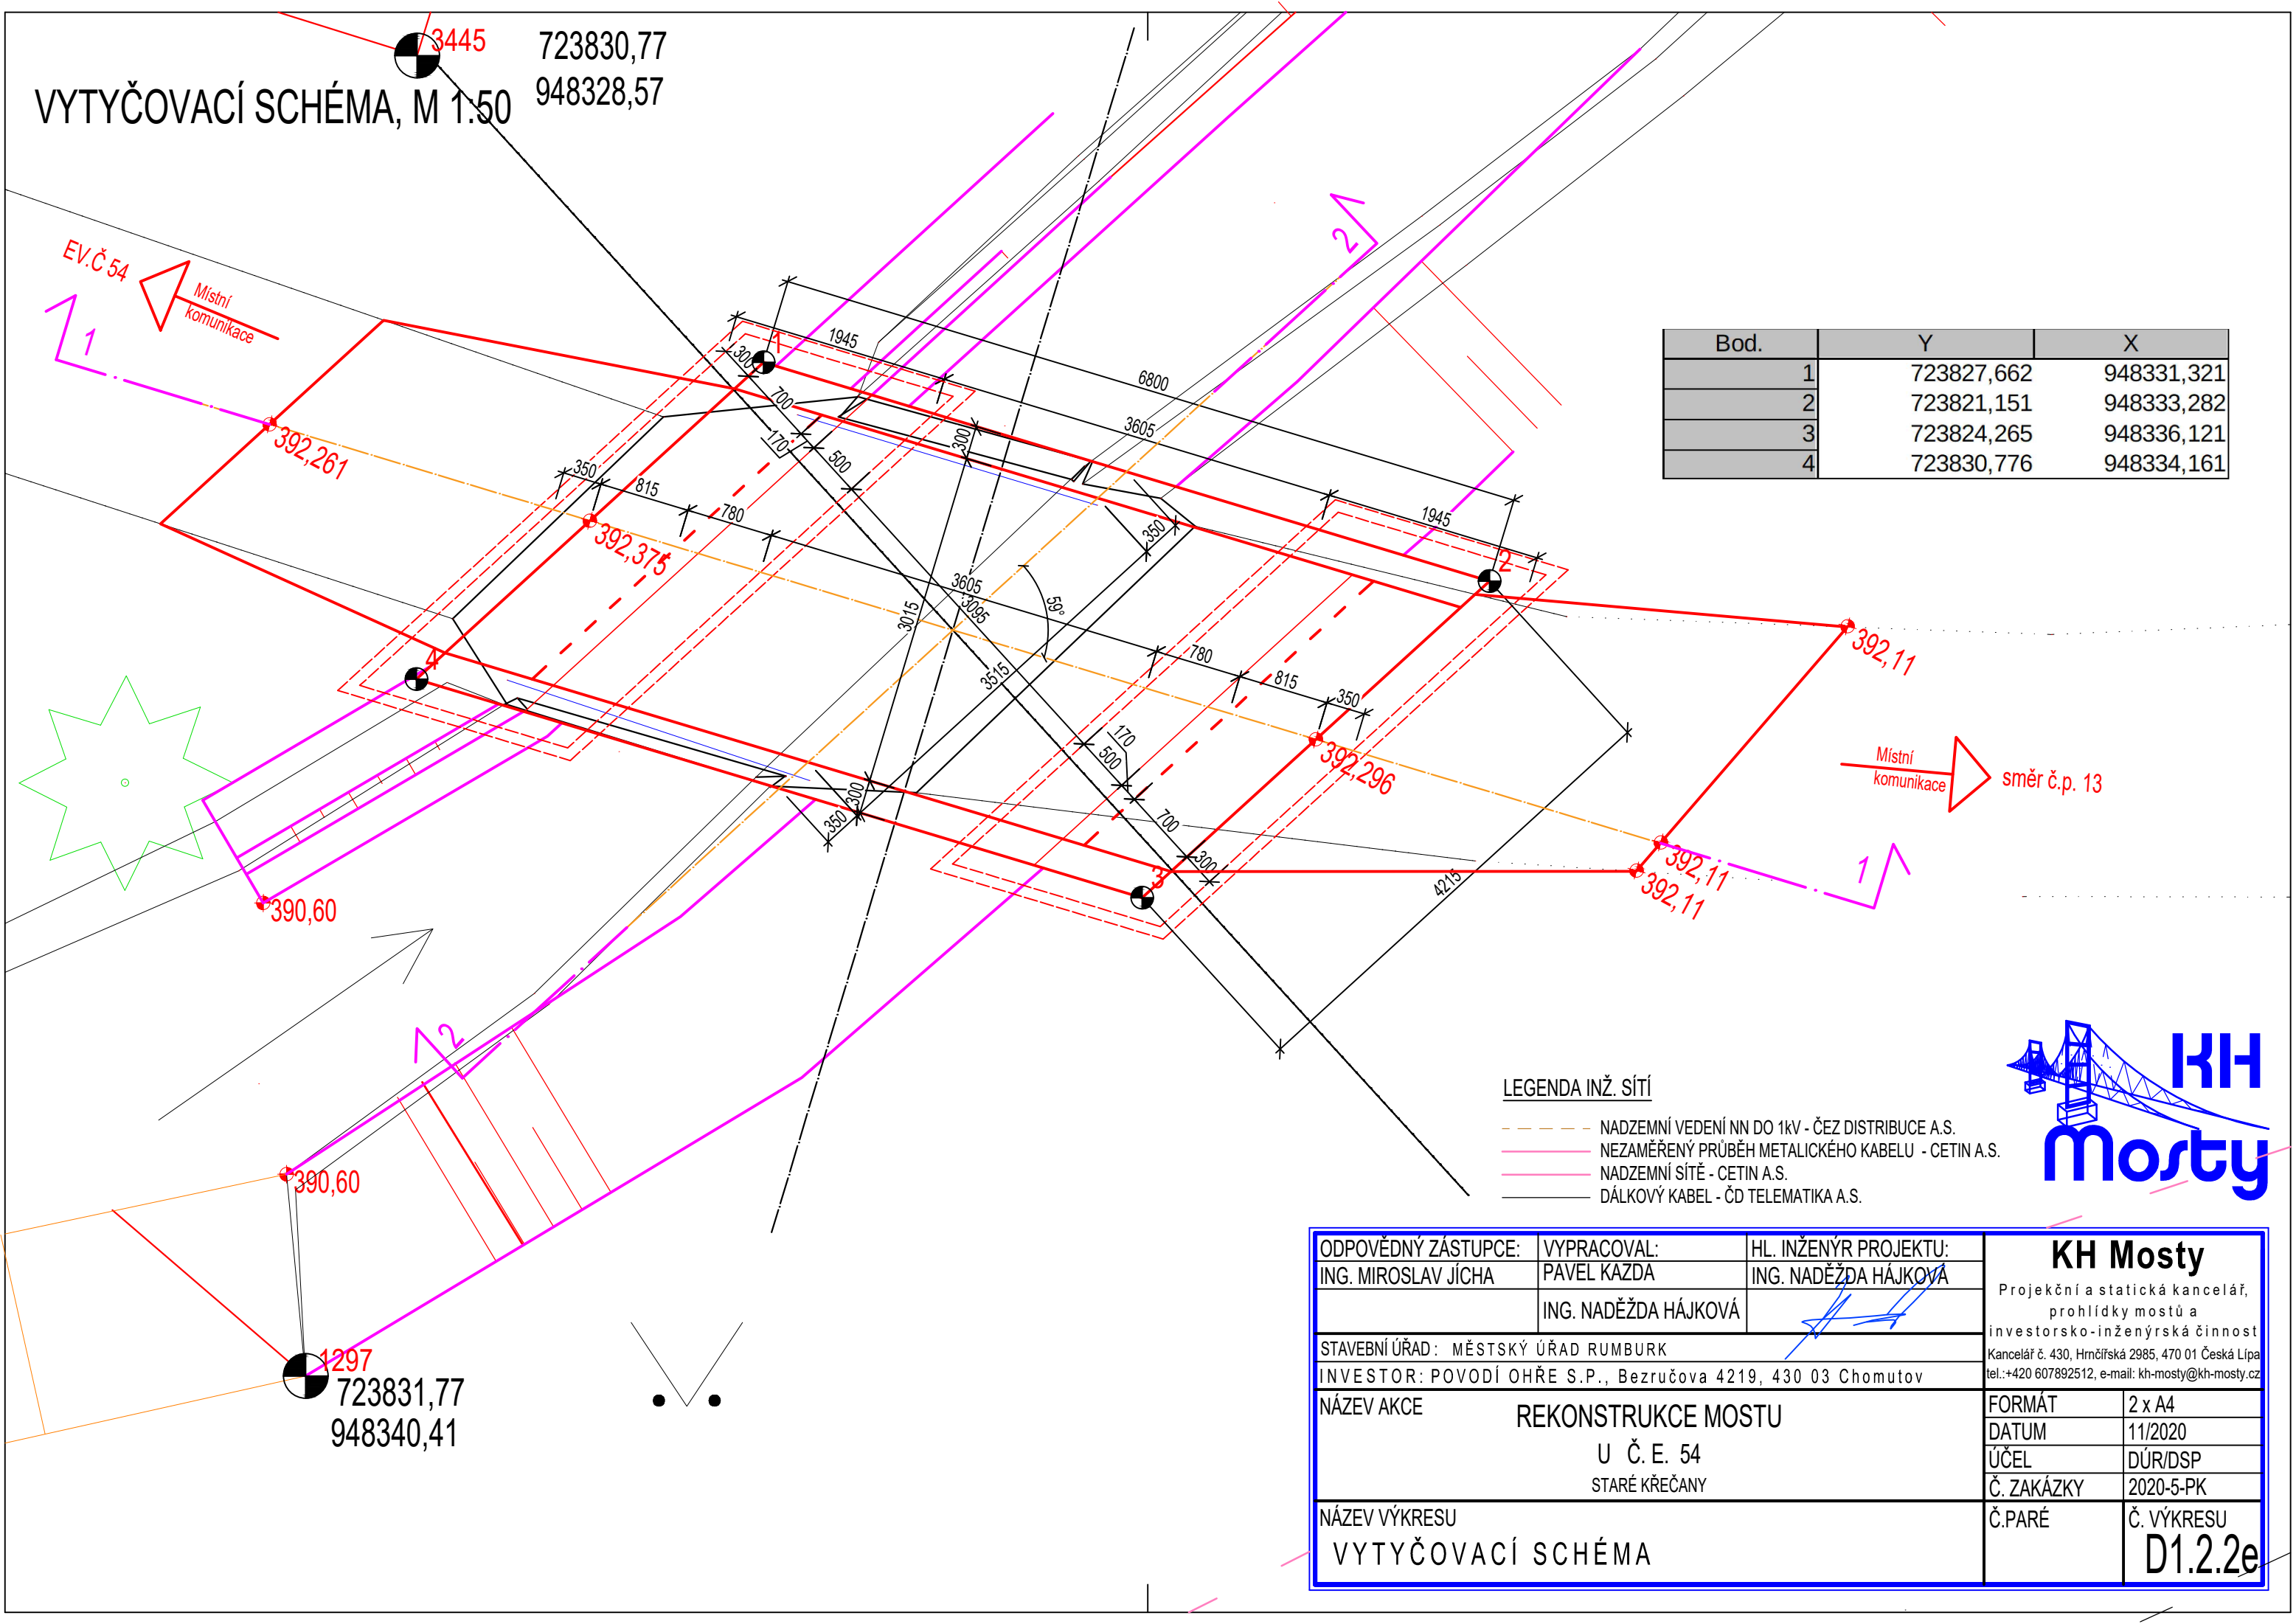 3445
723830,77
948328,57
VYTYČOVACÍ SCHÉMA, M 1:50
EV.Č 54
Místní
komunikace
1
2
1
1945
6800
3605
300
700
170
500
300
1945
350
Bod. Y X
1 723827,662 948331,321
2 723821,151 948333,282
3 723824,265 948336,121
4 723830,776 948334,161
392,261
350
815
780
392,375
2
3605
3095
3015
59°
3515
780
815
350
4
392,11
170
500
392,296
700
300
350
300
3
4215
Místní
komunikace
směr č.p. 13
392,11
392,11
1
390,60
2
390,60
1297
723831,77
948340,41
KH
Mosty
LEGENDA INŽ. SÍTÍ
NADZEMNÍ VEDENÍ NN DO 1kV - ČEZ DISTRIBUCE A.S.
NEZAMĚŘENÝ PRŮBĚH METALICKÉHO KABELU - CETIN A.S.
NADZEMNÍ SÍTĚ - CETIN A.S.
DÁLKOVÝ KABEL - ČD TELEMATIKA A.S.
ODPOVĚDNÝ ZÁSTUPCE: VYPRACOVAL: HL. INŽENÝR PROJEKTU:
ING. MIROSLAV JÍCHA PAVEL KAZDA ING. NADĚŽDA HÁJKOVÁ
ING. NADĚŽDA HÁJKOVÁ
STAVEBNÍ ÚŘAD : MĚSTSKÝ ÚŘAD RUMBURK
INVESTOR: POVODÍ OHŘE S.P., Bezručova 4219, 430 03 Chomutov
NÁZEV AKCE
REKONSTRUKCE MOSTU
U Č. E. 54
STARÉ KŘEČANY
NÁZEV VÝKRESU
VYTYČOVACÍ SCHÉMA
KH Mosty
Projekční a statická kancelář,
prohlídky mostů a
investorsko-inženýrská činnost
Kancelář č. 430, Hrnčířská 2985, 470 01 Česká Lípa
tel.:+420 607892512, e-mail: kh-mosty@kh-mosty.cz
FORMÁT 2 x A4
DATUM 11/2020
ÚČEL DÚR/DSP
Č. ZAKÁZKY 2020-5-PK
Č.PARÉ
Č. VÝKRESU
D1.2.2e